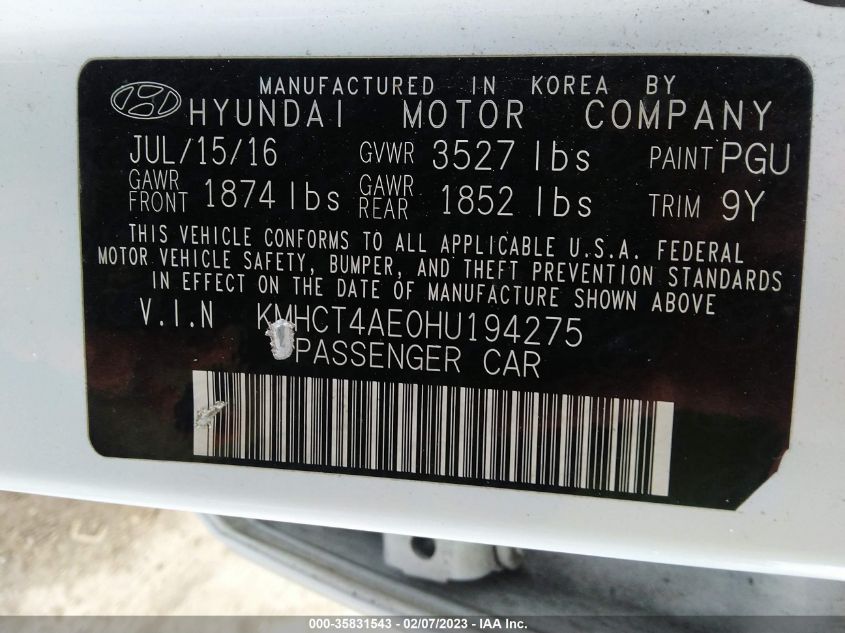 MANUFACTURED IN KOREA BY
HYUNDAI MOTOR COMPANY
JUL/15/16 GVWR 3527 lbs PAINT PGU
GAWR FRONT 1874 lbs GAWR REAR 1852 lbs TRIM 9Y
THIS VEHICLE CONFORMS TO ALL APPLICABLE U.S.A. FEDERAL
MOTOR VEHICLE SAFETY, BUMPER, AND THEFT PREVENTION STANDARDS
IN EFFECT ON THE DATE OF MANUFACTURE SHOWN ABOVE
V.I.N KMHCT4AE0HU194275
PASSENGER CAR
000-35831543 - 02/07/2023 - IAA Inc.